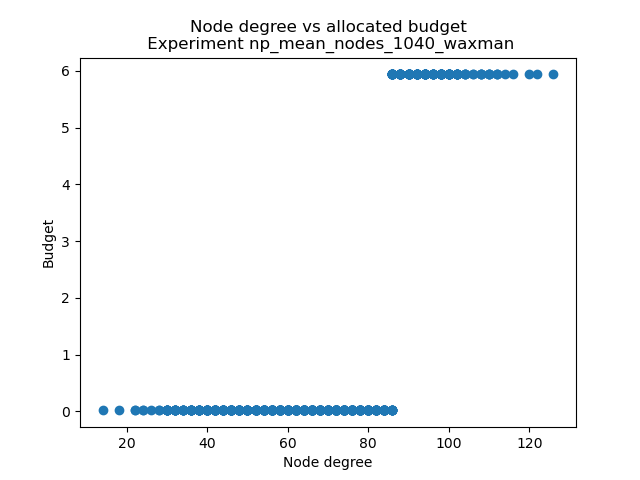 Node degree vs allocated budget
Experiment np_mean_nodes_1040_waxman
6
5
4
3
2
1
0
Budget
20 40 60 80 100 120
Node degree